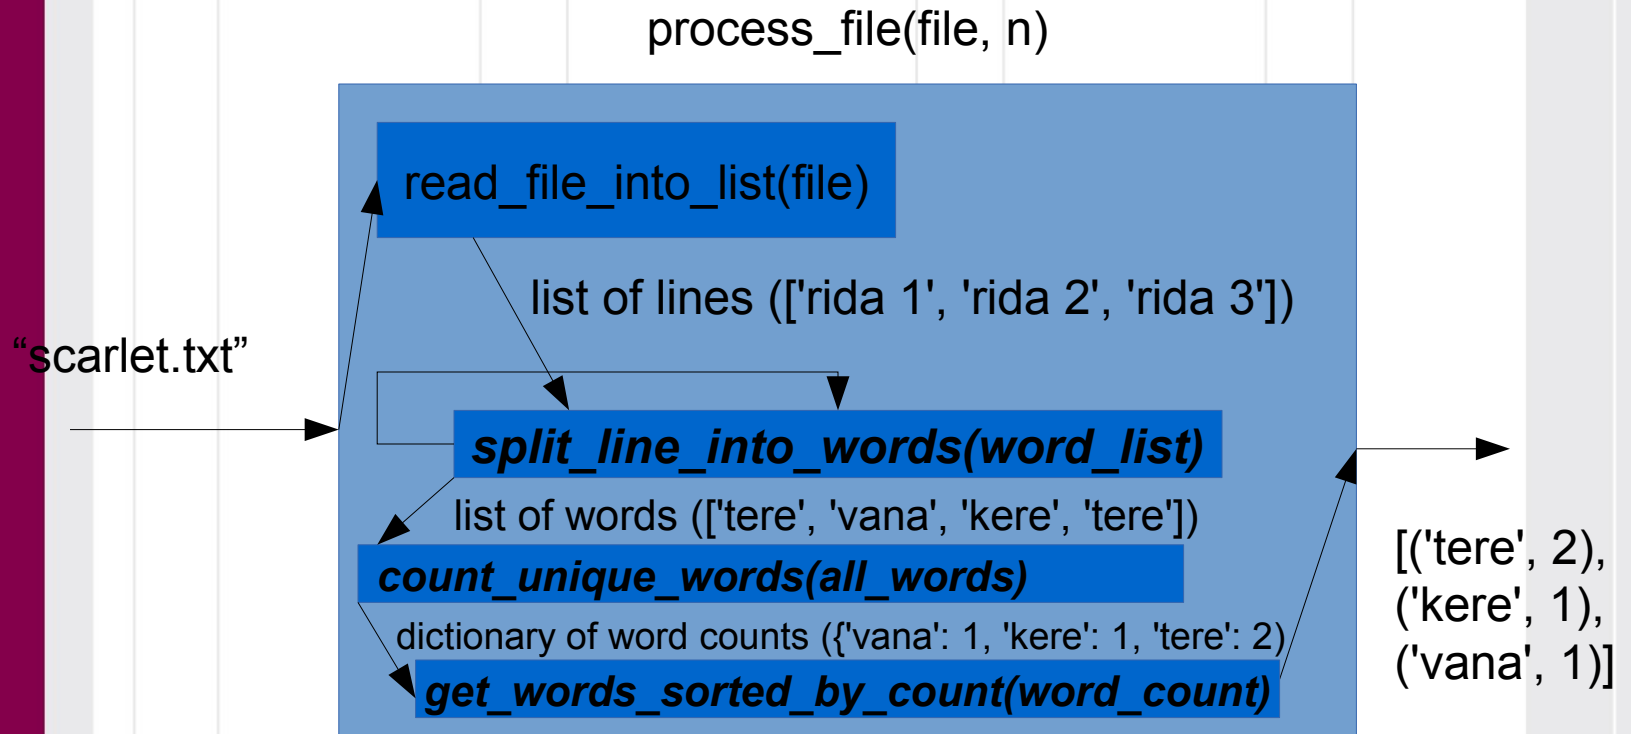 process_file(file, n)
read_file_into_list(file)
list of lines (['rida 1', 'rida 2', 'rida 3'])
“scarlet.txt”
split_line_into_words(word_list)
list of words (['tere', 'vana', 'kere', 'tere'])
count_unique_words(all_words)
dictionary of word counts ({'vana': 1, 'kere': 1, 'tere': 2)
get_words_sorted_by_count(word_count)
[('tere', 2),
('kere', 1),
('vana', 1)]